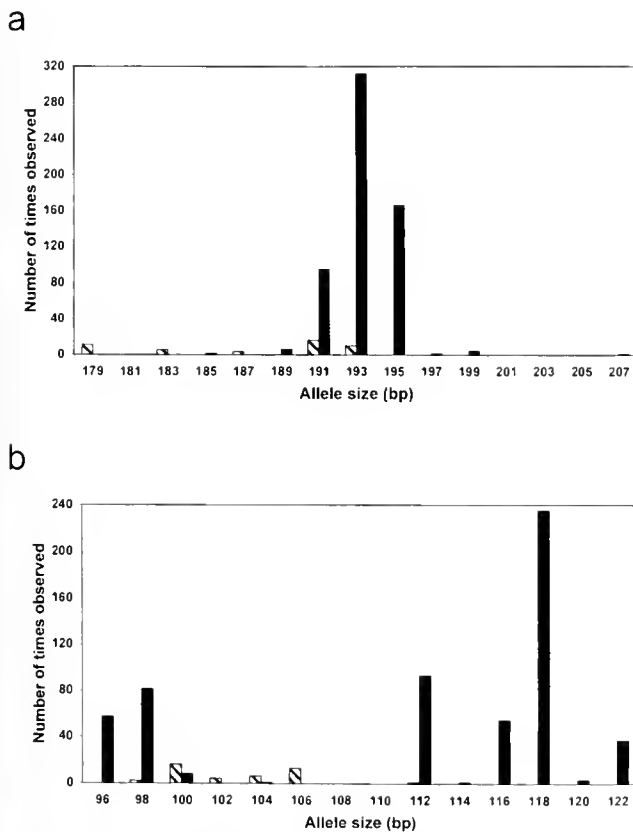 a
Number of times observed
320
280
240
200
160
120
80
40
0
179 181 183 185 187 189 191 193 195 197 199 201 203 205 207
Allele size (bp)
b
Number of times observed
240
200
160
120
80
40
0
96 98 100 102 104 106 108 110 112 114 116 118 120 122
Allele size (bp)